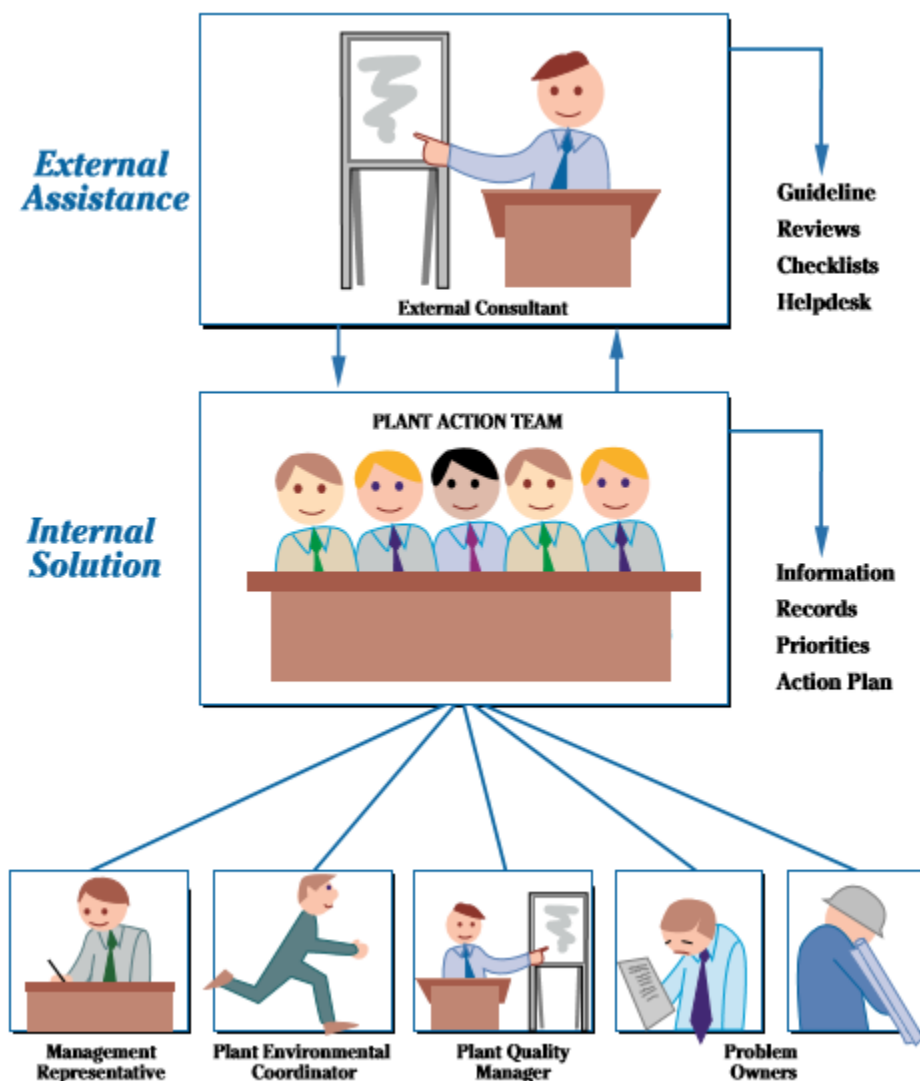 External
Assistance
External Consultant
Guideline
Reviews
Checklists
Helpdesk
PLANT ACTION TEAM
Internal
Solution
Information
Records
Priorities
Action Plan
Management
Representative
Plant Environmental
Coordinator
Plant Quality
Manager
Problem
Owners